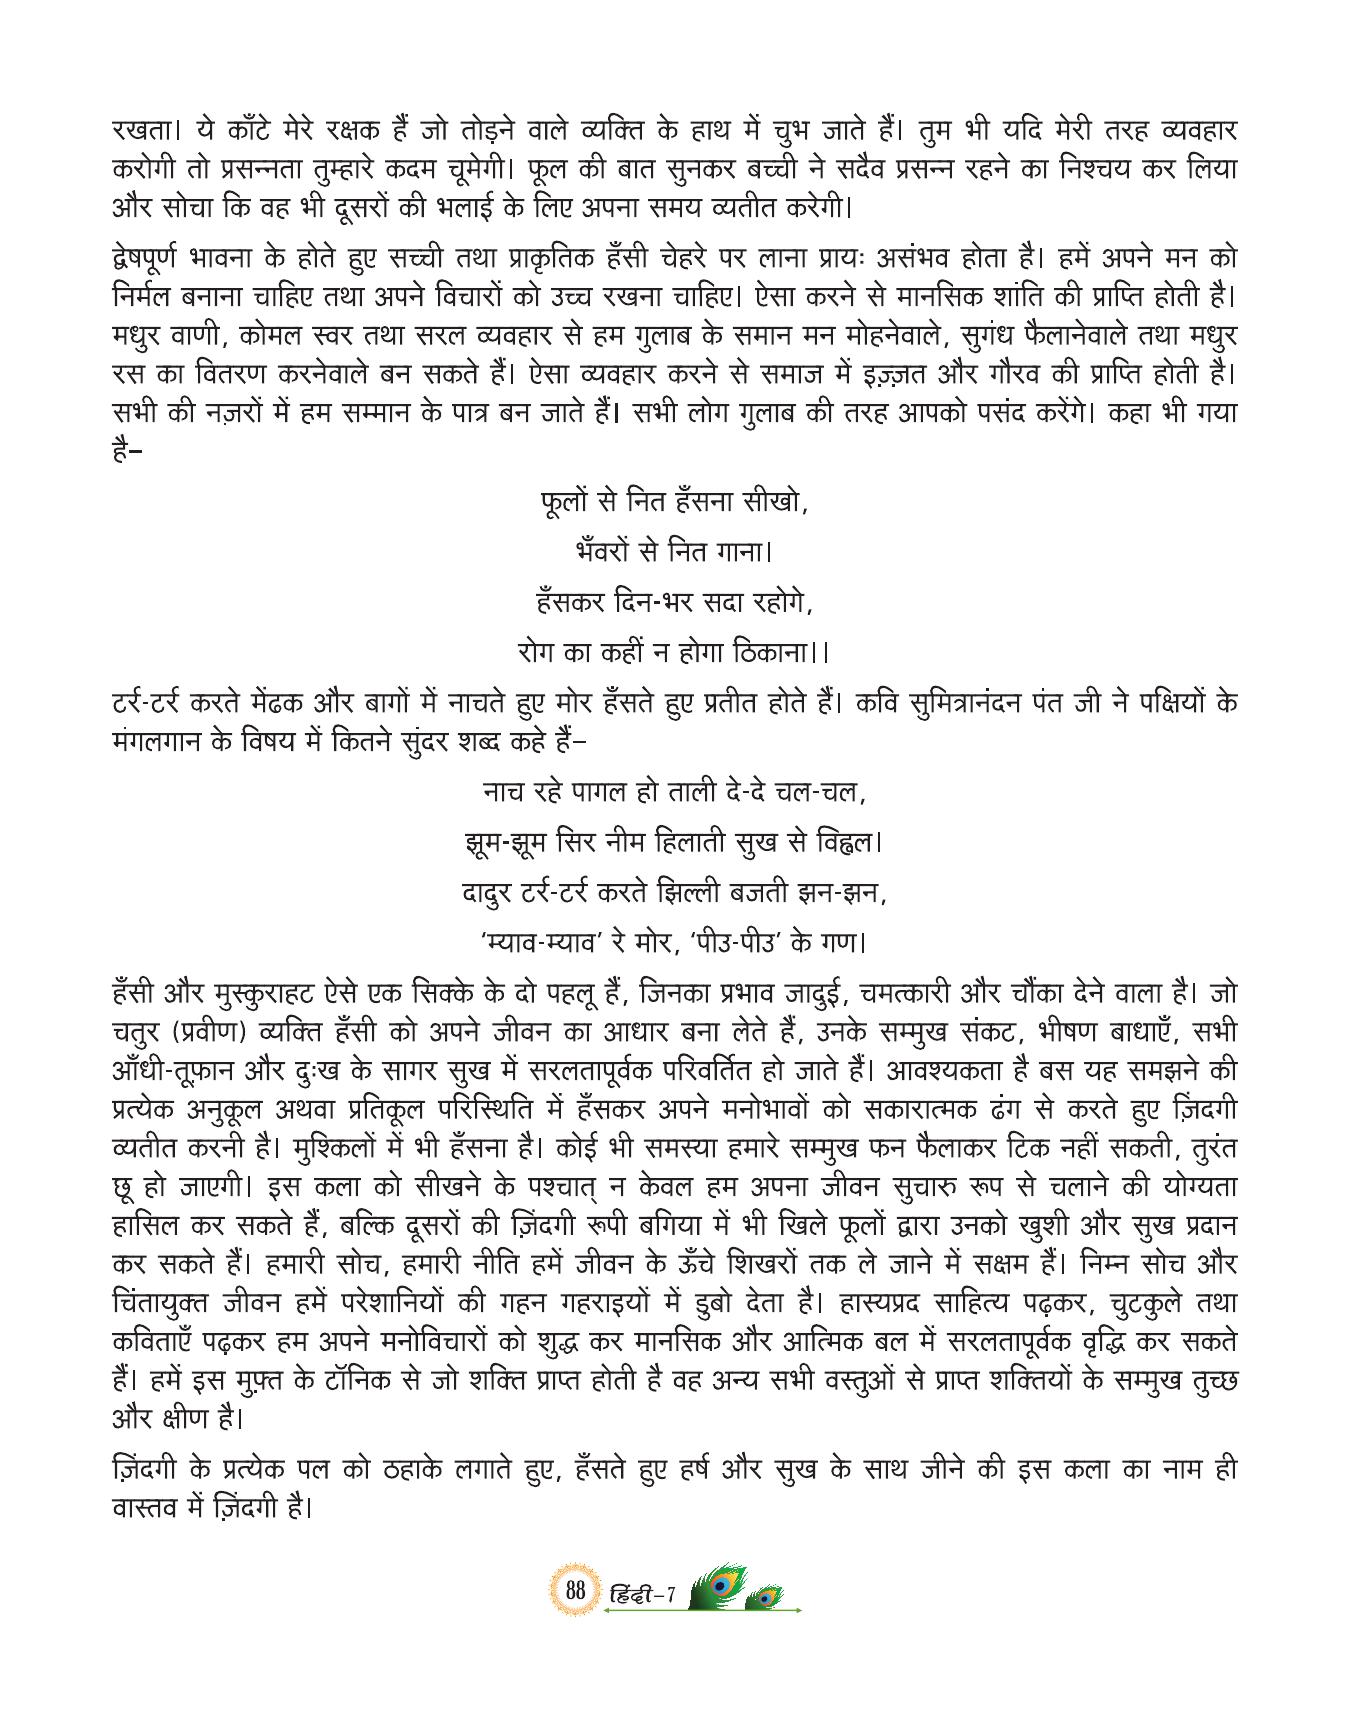 रखता। ये काँटे मेरे रक्षक हैं जो तोड़ने वाले व्यक्ति के हाथ में चुभ जाते हैं। तुम भी यदि मेरी तरह व्यवहार
करोगी तो प्रसन्नता तुम्हारे कदम चूमेगी। फूल की बात सुनकर बच्ची ने सदैव प्रसन्न रहने का निश्चय कर लिया
और सोचा कि वह भी दूसरों की भलाई के लिए अपना समय व्यतीत करेगी।
द्वेषपूर्ण भावना के होते हुए सच्ची तथा प्राकृतिक हँसी चेहरे पर लाना प्रायः असंभव होता है। हमें अपने मन को
निर्मल बनाना चाहिए तथा अपने विचारों को उच्च रखना चाहिए। ऐसा करने से मानसिक शांति की प्राप्ति होती है।
मधुर वाणी, कोमल स्वर तथा सरल व्यवहार से हम गुलाब के समान मन मोहनेवाले, सुगंध फैलानेवाले तथा मधुर
रस का वितरण करनेवाले बन सकते हैं। ऐसा व्यवहार करने से समाज में इज़्ज़त और गौरव की प्राप्ति होती है।
सभी की नज़रों में हम सम्मान के पात्र बन जाते हैं। सभी लोग गुलाब की तरह आपको पसंद करेंगे। कहा भी गया
है–
फूलों से नित हँसना सीखो,
भँवरों से नित गाना।
हँसकर दिन-भर सदा रहोगे,
रोग का कहीं न होगा ठिकाना।।
टर्र-टर्र करते मेंढक और बागों में नाचते हुए मोर हँसते हुए प्रतीत होते हैं। कवि सुमित्रानंदन पंत जी ने पक्षियों के
मंगलगान के विषय में कितने सुंदर शब्द कहे हैं–
नाच रहे पागल हो ताली दे-दे चल-चल,
झूम-झूम सिर नीम हिलाती सुख से विह्वल।
दादुर टर्र-टर्र करते झिल्ली बजती झन-झन,
‘म्याव-म्याव’ रे मोर, ‘पीउ-पीउ’ के गण।
हँसी और मुस्कुराहट ऐसे एक सिक्के के दो पहलू हैं, जिनका प्रभाव जादुई, चमत्कारी और चौंका देने वाला है। जो
चतुर (प्रवीण) व्यक्ति हँसी को अपने जीवन का आधार बना लेते हैं, उनके सम्मुख संकट, भीषण बाधाएँ, सभी
आँधी-तूफ़ान और दुःख के सागर सुख में सरलतापूर्वक परिवर्तित हो जाते हैं। आवश्यकता है बस यह समझने की
प्रत्येक अनुकूल अथवा प्रतिकूल परिस्थिति में हँसकर अपने मनोभावों को सकारात्मक ढंग से करते हुए ज़िंदगी
व्यतीत करनी है। मुश्किलों में भी हँसना है। कोई भी समस्या हमारे सम्मुख फन फैलाकर टिक नहीं सकती, तुरंत
छू हो जाएगी। इस कला को सीखने के पश्चात् न केवल हम अपना जीवन सुचारु रूप से चलाने की योग्यता
हासिल कर सकते हैं, बल्कि दूसरों की ज़िंदगी रूपी बगिया में भी खिले फूलों द्वारा उनको खुशी और सुख प्रदान
कर सकते हैं। हमारी सोच, हमारी नीति हमें जीवन के ऊँचे शिखरों तक ले जाने में सक्षम हैं। निम्न सोच और
चिंतायुक्त जीवन हमें परेशानियों की गहन गहराइयों में डुबो देता है। हास्यप्रद साहित्य पढ़कर, चुटकुले तथा
कविताएँ पढ़कर हम अपने मनोविचारों को शुद्ध कर मानसिक और आत्मिक बल में सरलतापूर्वक वृद्धि कर सकते
हैं। हमें इस मुफ़्त के टॉनिक से जो शक्ति प्राप्त होती है वह अन्य सभी वस्तुओं से प्राप्त शक्तियों के सम्मुख तुच्छ
और क्षीण है।
ज़िंदगी के प्रत्येक पल को ठहाके लगाते हुए, हँसते हुए हर्ष और सुख के साथ जीने की इस कला का नाम ही
वास्तव में ज़िंदगी है।
88 हिंदी–7